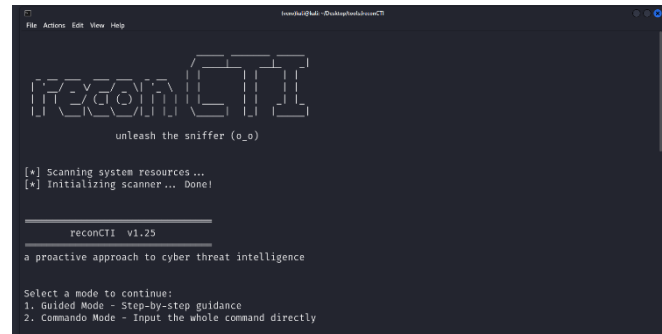 File Actions Edit View Help
reconCTI
unleash the sniffer (o_o)
[*] Scanning system resources...
[*] Initializing scanner... Done!
reconCTI v1.25
a proactive approach to cyber threat intelligence
Select a mode to continue:
1. Guided Mode - Step-by-step guidance
2. Commando Mode - Input the whole command directly